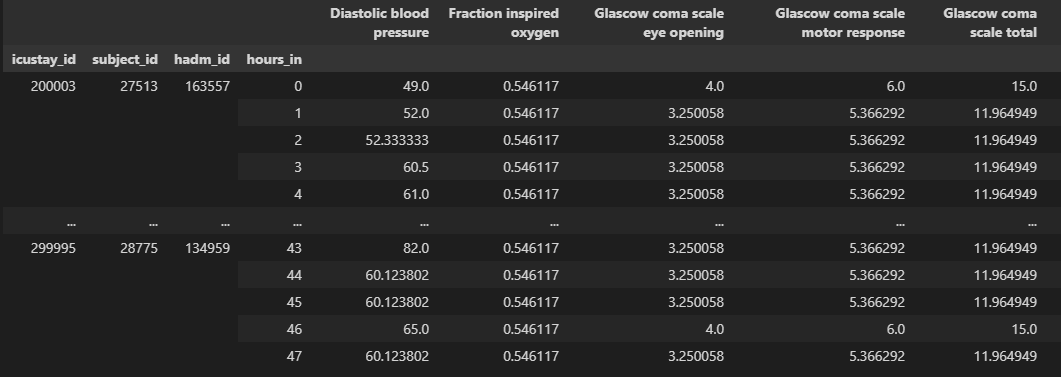 Diastolic blood pressure Fraction inspired oxygen Glascow coma scale eye opening Glascow coma scale motor response Glascow coma scale total
icustay_id subject_id hadm_id hours_in
200003 27513 163557 0 49.0 0.546117 4.0 6.0 15.0
1 52.0 0.546117 3.250058 5.366292 11.964949
2 52.333333 0.546117 3.250058 5.366292 11.964949
3 60.5 0.546117 3.250058 5.366292 11.964949
4 61.0 0.546117 3.250058 5.366292 11.964949
... ... ... ... ... ... ... ... ...
299995 28775 134959 43 82.0 0.546117 3.250058 5.366292 11.964949
44 60.123802 0.546117 3.250058 5.366292 11.964949
45 60.123802 0.546117 3.250058 5.366292 11.964949
46 65.0 0.546117 4.0 6.0 15.0
47 60.123802 0.546117 3.250058 5.366292 11.964949